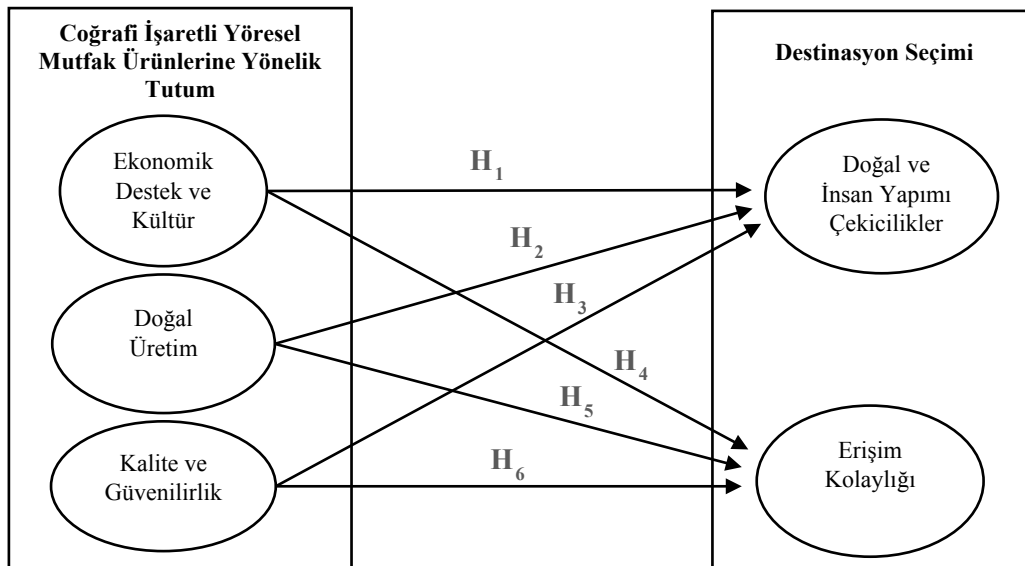 Coğrafi İşaretli Yöresel
Mutfak Ürünlerine Yönelik
Tutum
Ekonomik
Destek ve
Kültür
Doğal
Üretim
Kalite ve
Güvenilirlik
H₁
H₂
H₃
H₄
H₅
H₆
Destinasyon Seçimi
Doğal ve
İnsan Yapımı
Çekicilikler
Erişim
Kolaylığı